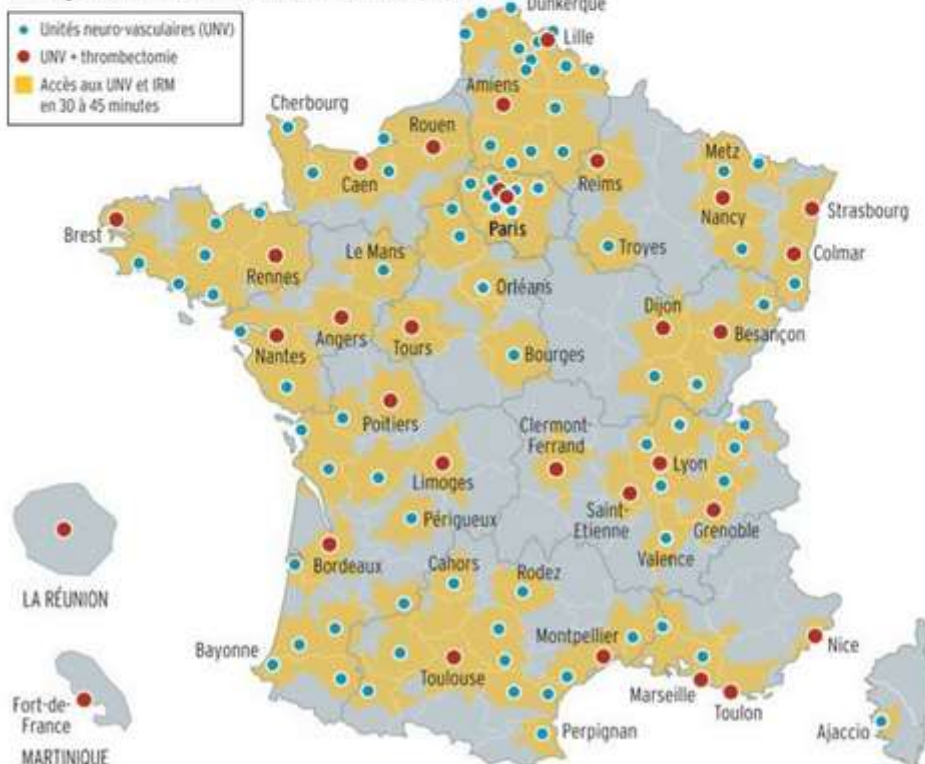 Unités neuro-vasculaires (UNV)
UNV + thrombectomie
Accès aux UNV et IRM
en 30 à 45 minutes
Dunkerque
Lille
Amiens
Cherbourg
Rouen
Caen
Reims
Metz
Nancy
Strasbourg
Colmar
Brest
Rennes
Le Mans
Paris
Troyes
Orléans
Nantes
Angers
Tours
Bourges
Dijon
Besançon
Poitiers
Clermont-
Ferrand
Limoges
Lyon
Saint-
Etienne
Grenoble
Périgueux
Valence
Bordeaux
Cahors
Rodez
LA RÉUNION
Bayonne
Toulouse
Montpellier
Nice
Marseille
Toulon
Fort-de-
France
MARTINIQUE
Perpignan
Ajaccio